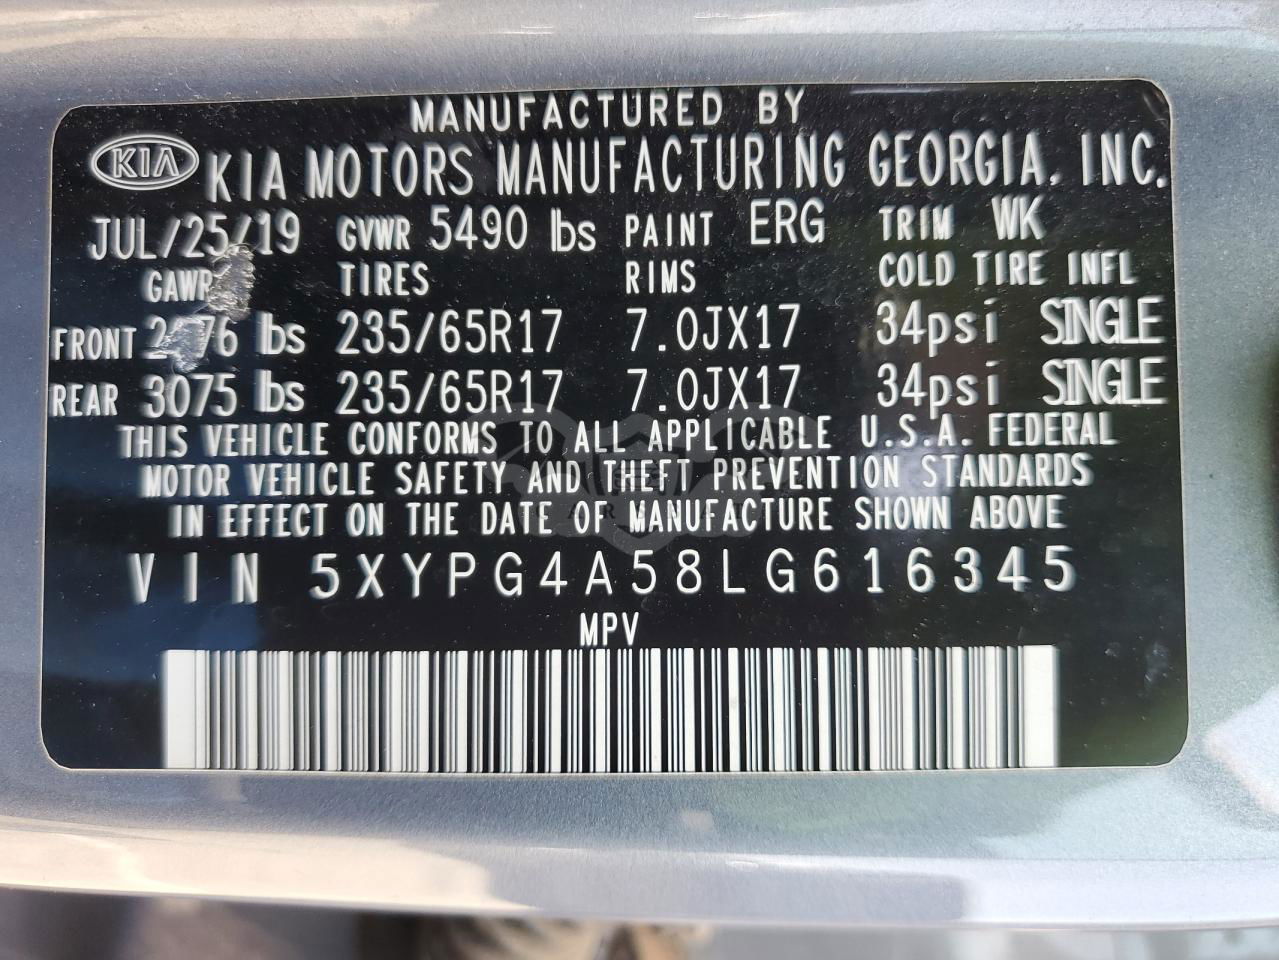 MANUFACTURED BY
KIA KIA MOTORS MANUFACTURING GEORGIA, INC.
JUL/25/19 GVWR 5490 lbs PAINT ERG TRIM WK
GAWR TIRES RIMS COLD TIRE INFL
FRONT lbs 235/65R17 7.0JX17 34psi SINGLE
REAR 3075 lbs 235/65R17 7.0JX17 34psi SINGLE
THIS VEHICLE CONFORMS TO ALL APPLICABLE U.S.A. FEDERAL
MOTOR VEHICLE SAFETY AND THEFT PREVENTION STANDARDS
IN EFFECT ON THE DATE OF MANUFACTURE SHOWN ABOVE
VIN 5XYPG4A58LG616345
MPV